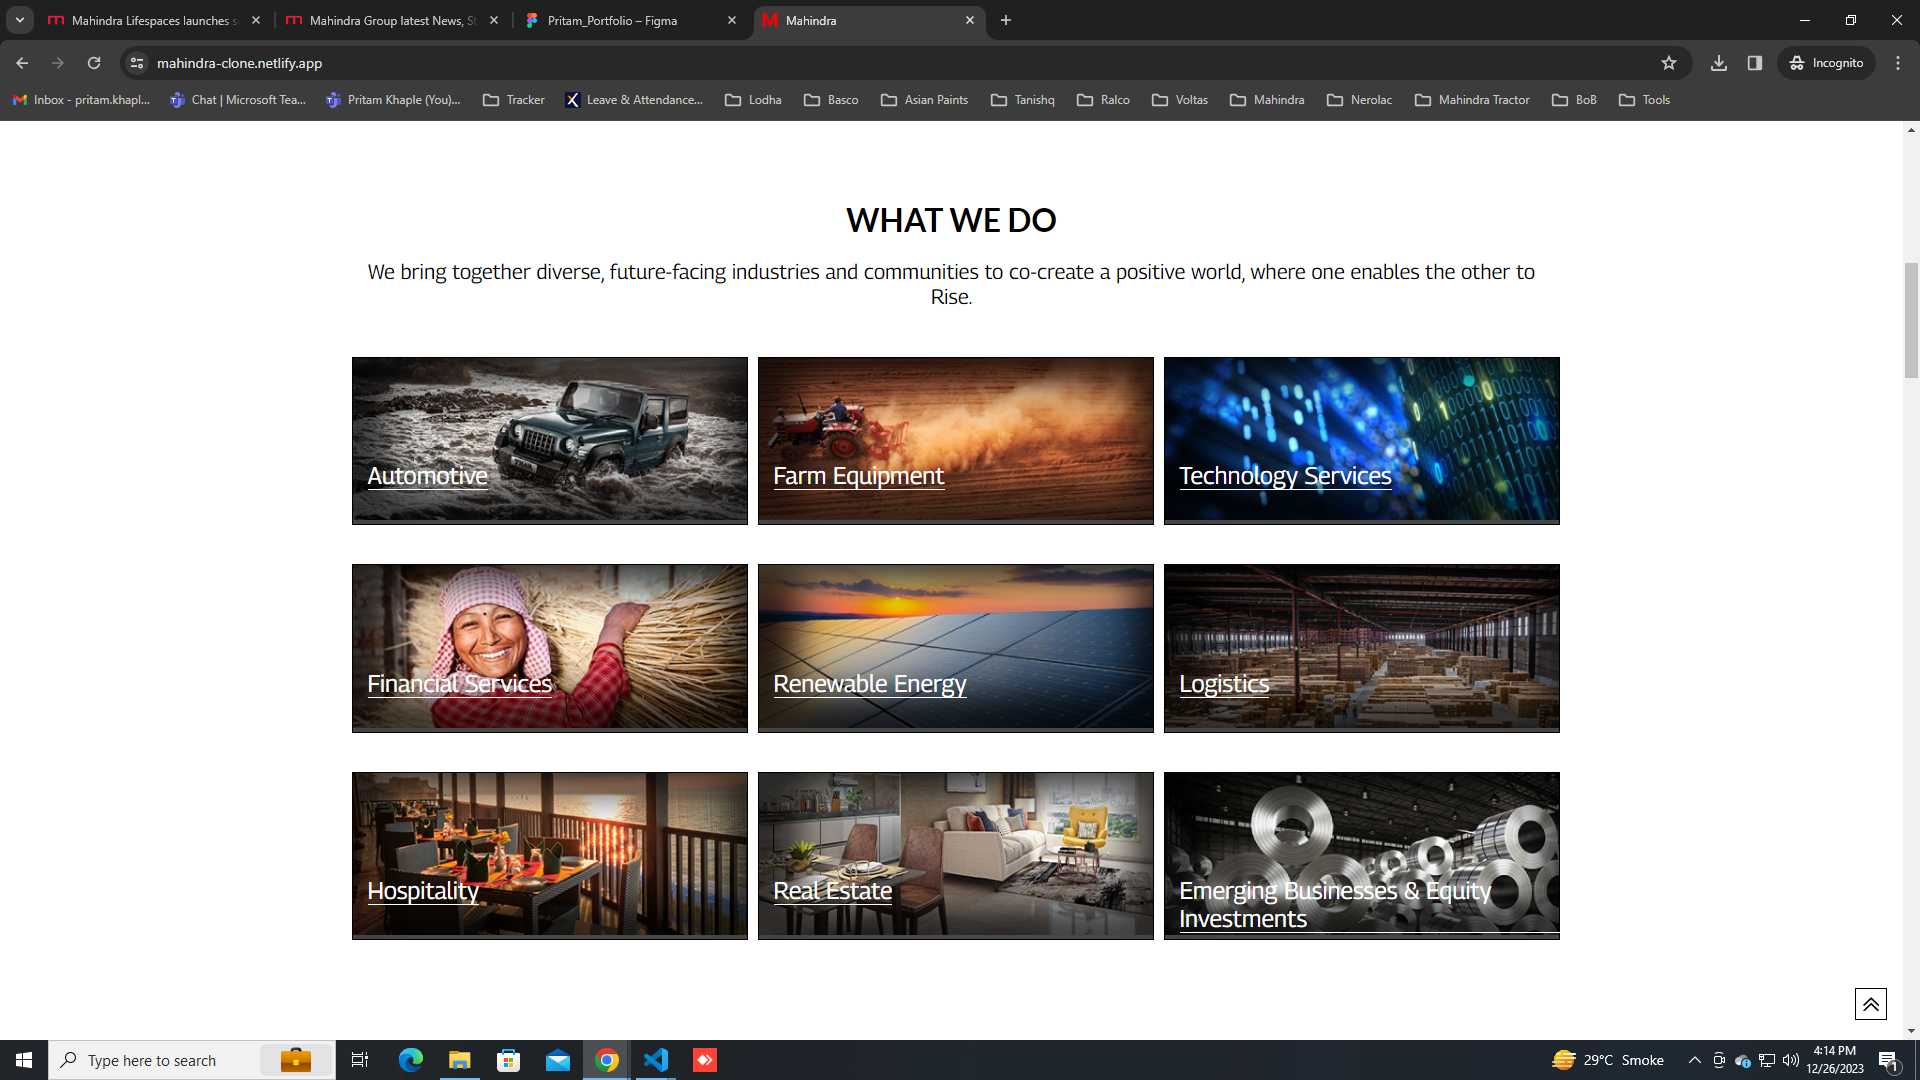 Mahindra Lifespaces launches s
Mahindra Group latest News, St
Pritam_Portfolio – Figma
Mahindra
mahindra-clone.netlify.app
Incognito
Inbox - pritam.khapl...
Chat | Microsoft Tea...
Pritam Khaple (You)...
Tracker
Leave & Attendance...
Lodha
Basco
Asian Paints
Tanishq
Ralco
Voltas
Mahindra
Nerolac
Mahindra Tractor
BoB
Tools
WHAT WE DO
We bring together diverse, future-facing industries and communities to co-create a positive world, where one enables the other to
Rise.
Automotive
Farm Equipment
Technology Services
Financial Services
Renewable Energy
Logistics
Hospitality
Real Estate
Emerging Businesses & Equity
Investments
Type here to search
29°C Smoke
4:14 PM
12/26/2023
1